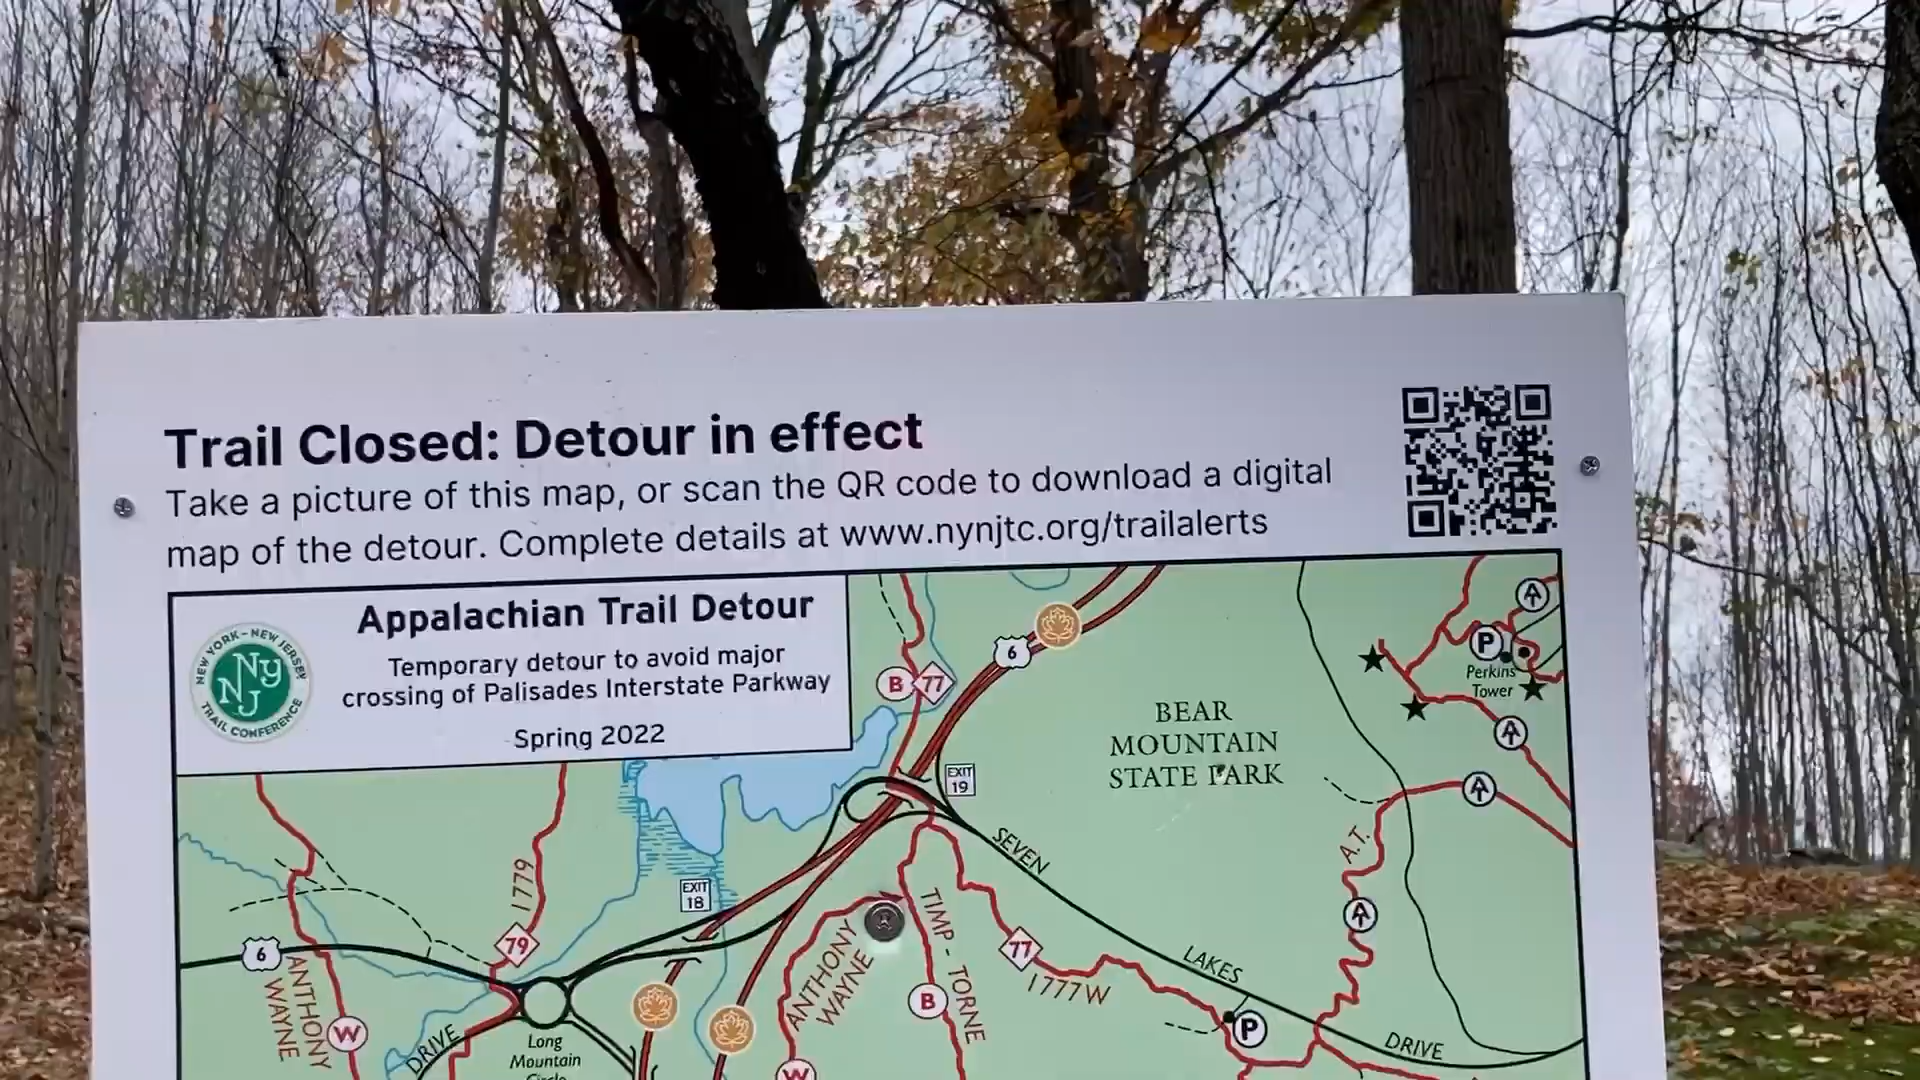 Trail Closed: Detour in effect
Take a picture of this map, or scan the QR code to download a digital
map of the detour. Complete details at www.nynjtc.org/trailalerts
NEW YORK - NEW JERSEY
NY
NJ
TRAIL CONFERENCE
Appalachian Trail Detour
Temporary detour to avoid major
crossing of Palisades Interstate Parkway
Spring 2022
6
B
77
BEAR
MOUNTAIN
STATE PARK
P
Perkins
Tower
EXIT
19
SEVEN
A.T.
1779
EXIT
18
79
6
ANTHONY
WAYNE
W
ANTHONY
WAYNE
W
TIMP - TORNE
B
77
1777W
LAKES
P
DRIVE
DRIVE
Long
Mountain
Circle